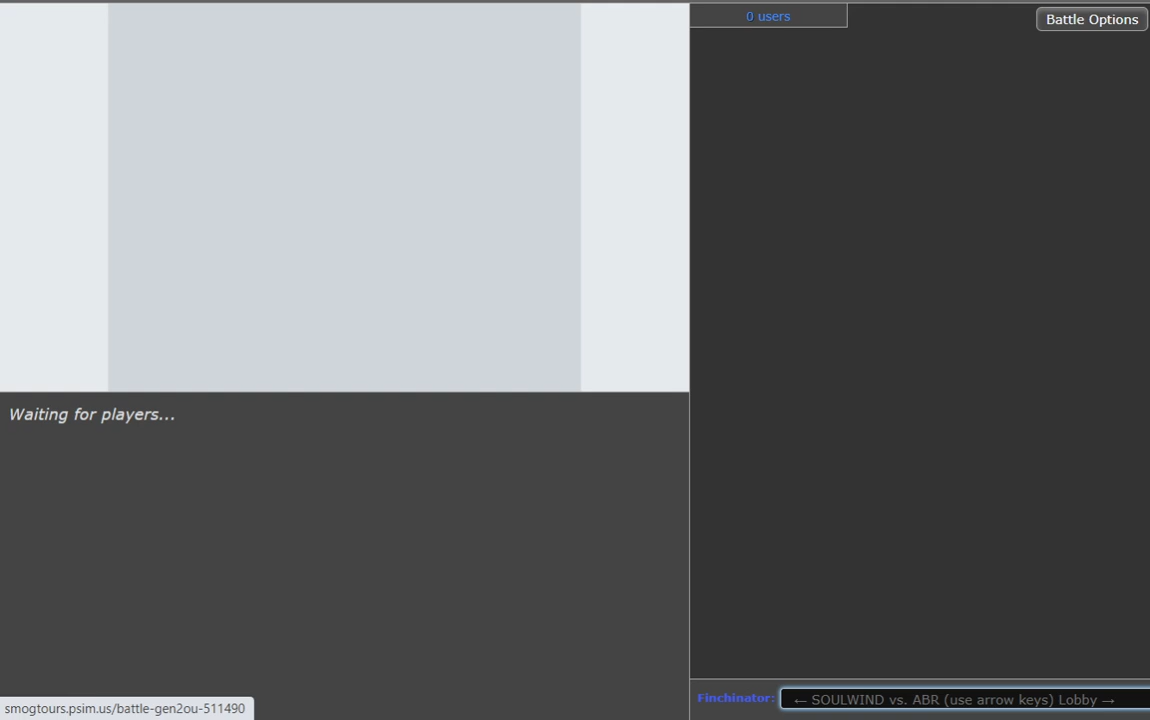 0 users
Battle Options
Waiting for players...
Finchinator: ← SOULWIND vs. ABR (use arrow keys) Lobby →
smogtours.psim.us/battle-gen2ou-511490